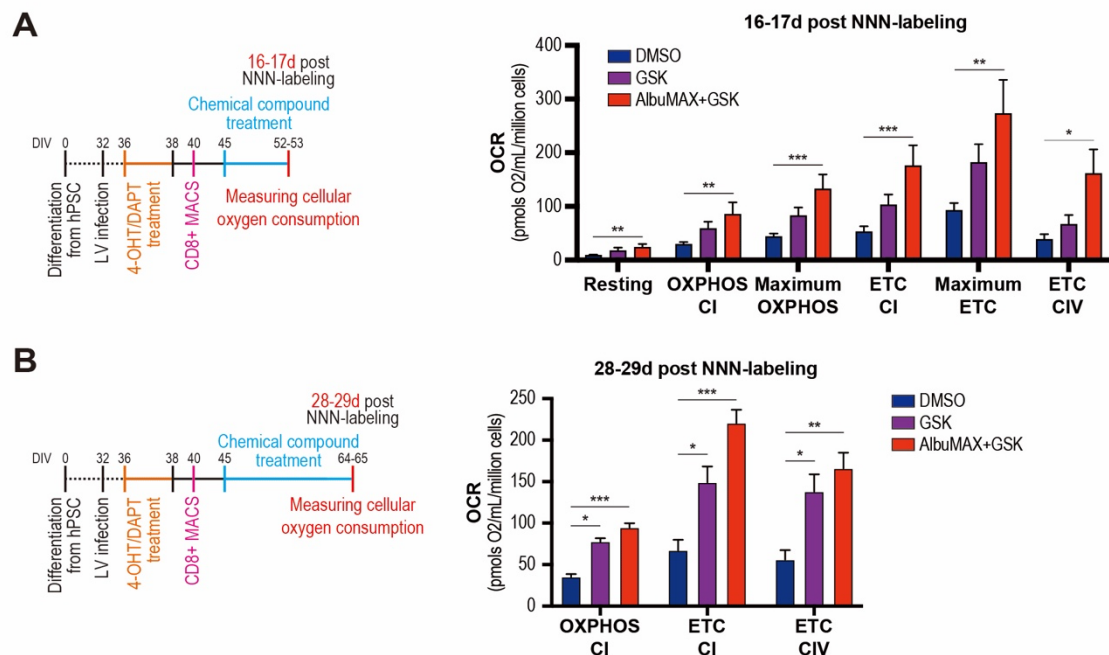 A
16-17d post
NNN-labeling
Chemical compound
treatment
DIV 0 32 36 38 40 45 52-53
Differentiation
from hPSC
LV infection
4-OHT/DAPT
treatment
CD8+ MACS
Measuring cellular
oxygen consumption
16-17d post NNN-labeling
OCR
(pmols O2/mL/million cells)
400
300
200
100
0
DMSO
GSK
AlbuMAX+GSK
**
**
***
***
**
*
Resting
OXPHOS
CI
Maximum
OXPHOS
ETC
CI
Maximum
ETC
ETC
CIV
B
28-29d post
NNN-labeling
Chemical compound
treatment
DIV 0 32 36 38 40 45 64-65
Differentiation
from hPSC
LV infection
4-OHT/DAPT
treatment
CD8+ MACS
Measuring cellular
oxygen consumption
28-29d post NNN-labeling
OCR
(pmols O2/mL/million cells)
250
200
150
100
50
0
***
*
***
*
**
*
DMSO
GSK
AlbuMAX+GSK
OXPHOS
CI
ETC
CI
ETC
CIV